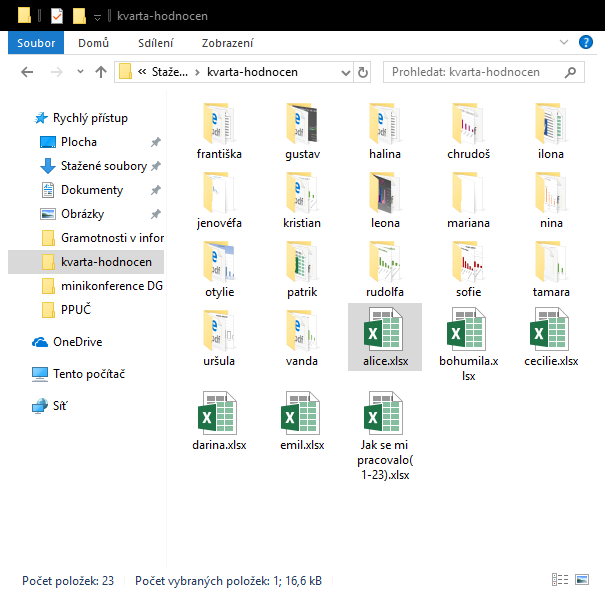 kvarta-hodnocen
Soubor Domů Sdílení Zobrazení
« Staže... kvarta-hodnocen Prohledat: kvarta-hodnocen
Rychlý přístup
Plocha
Stažené soubory
Dokumenty
Obrázky
Gramotnosti v infor
kvarta-hodnocen
minikonference DG
PPUČ
OneDrive
Tento počítač
Síť
františka gustav halina chrudoš ilona
jenovéfa kristian leona mariana nina
otylie patrik rudolfa sofie tamara
uršula vanda alice.xlsx bohumila.x
lsx cecilie.xlsx
darina.xlsx emil.xlsx Jak se mi
pracovalo(
1-23).xlsx
Počet položek: 23 Počet vybraných položek: 1; 16,6 kB